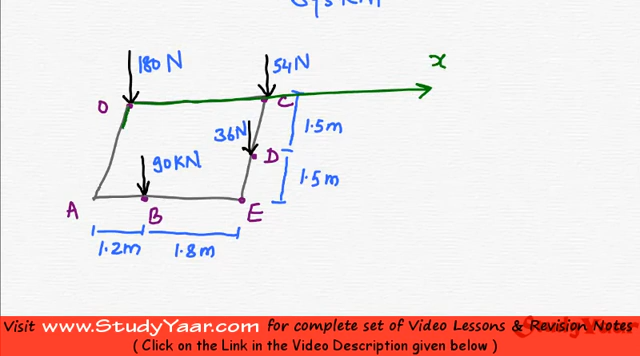 180 N
54N
x
O
C
36N
1.5m
D
90KN
1.5m
A
B
E
1.2m
1.8m
Visit www.StudyYaar.com for complete set of Video Lessons & Revision Notes
StudyYaar
( Click on the Link in the Video Description given below )